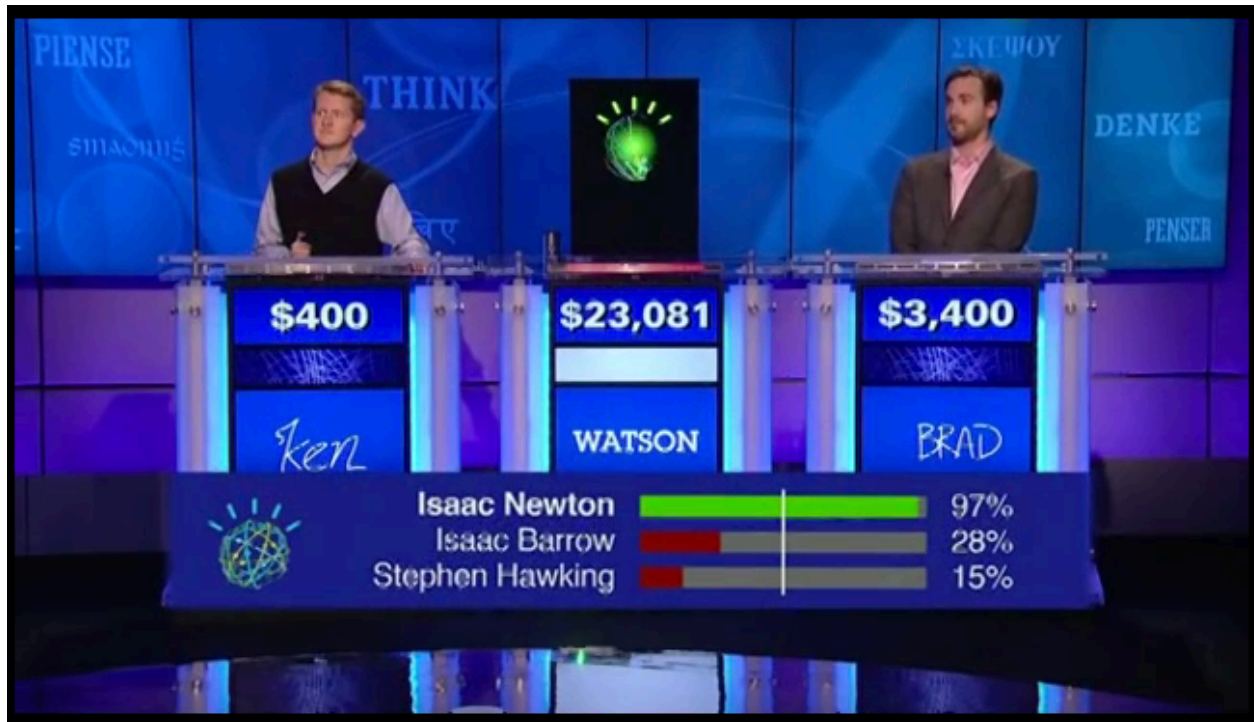 PIENSE
THINK
ΣΚΕΨΟΥ
DENKE
smaoinıġ
PENSER
$400
$23,081
$3,400
Ken
WATSON
BRAD
Isaac Newton 97%
Isaac Barrow 28%
Stephen Hawking 15%